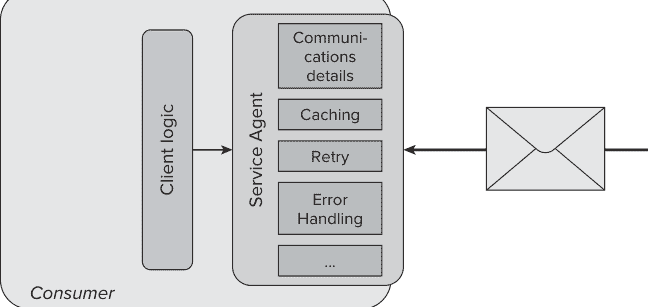 Client logic
Service Agent
Communi-
cations
details
Caching
Retry
Error
Handling
...
Consumer